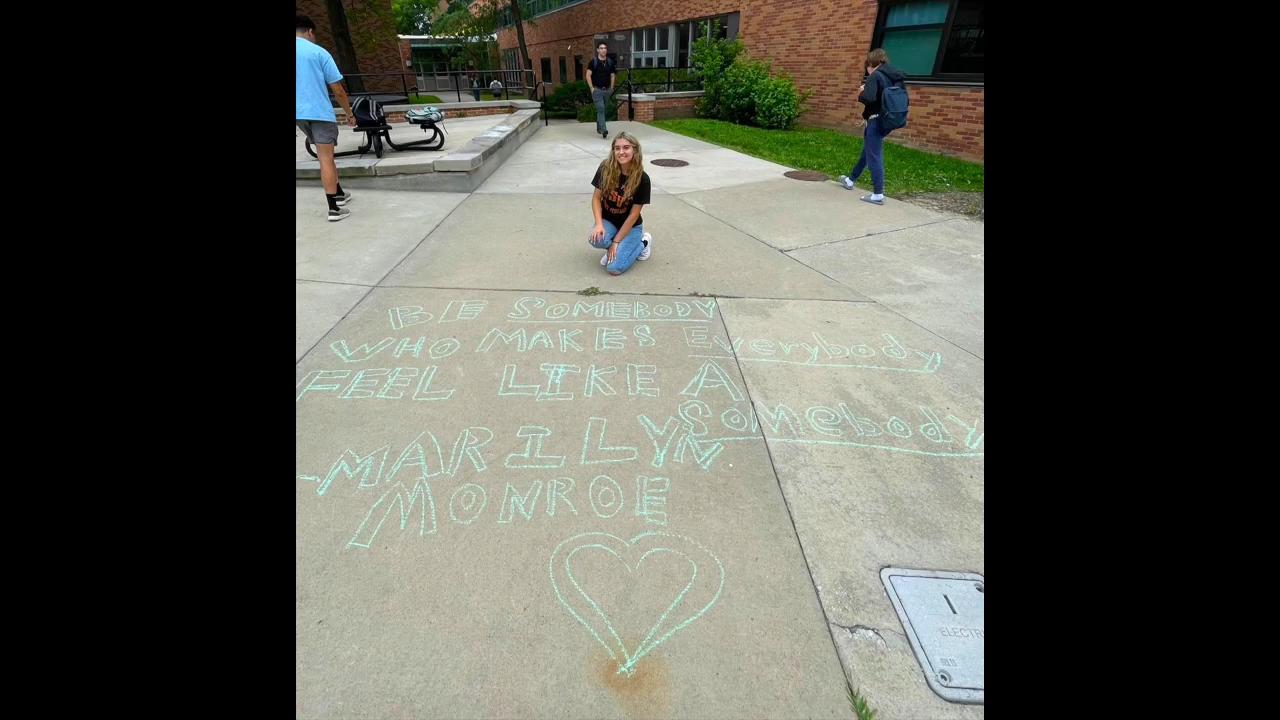 BE SOMEBODY
WHO MAKES Everybody
FEEL LIKE A
Somebody
-MARILYN
MONROE